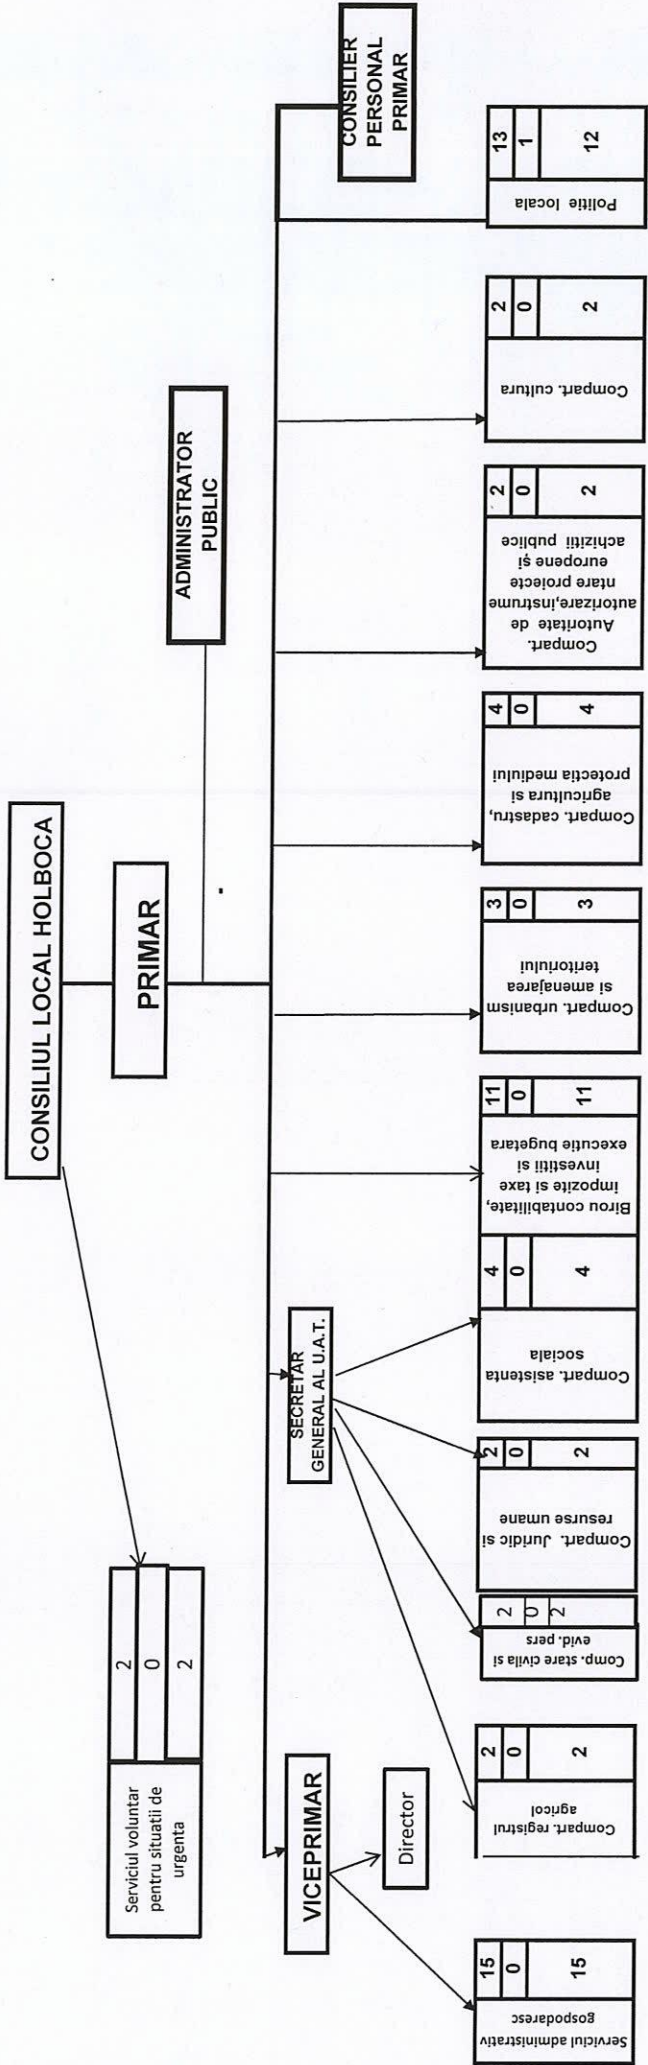 CONSILIUL LOCAL HOLBOCA
PRIMAR
ADMINISTRATOR
PUBLIC
CONSILIER
PERSONAL
PRIMAR
Serviciul voluntar
pentru situatii de
urgenta
2
0
2
VICEPRIMAR
Director
SECRETAR
GENERAL AL U.A.T.
Serviciul administrativ
gospodaresc
15
0
15
Compart. registrul
agricol
2
0
2
Comp. stare civila si
evid. pers
2
0
2
Compart. Juridic si
resurse umane
2
0
2
Compart. asistenta
sociala
4
0
4
Birou contabilitate,
impozite si taxe
investitii si
executie bugetara
11
0
11
Compart. urbanism
si amenajarea
teritoriului
3
0
3
Compart. cadastru,
agricultura si
protectia mediului
4
0
4
Compart.
Autoritate de
autorizare,instrume
ntare proiecte
europene și
achizitii publice
2
0
2
Compart. cultura
2
0
2
Politie locala
13
1
12